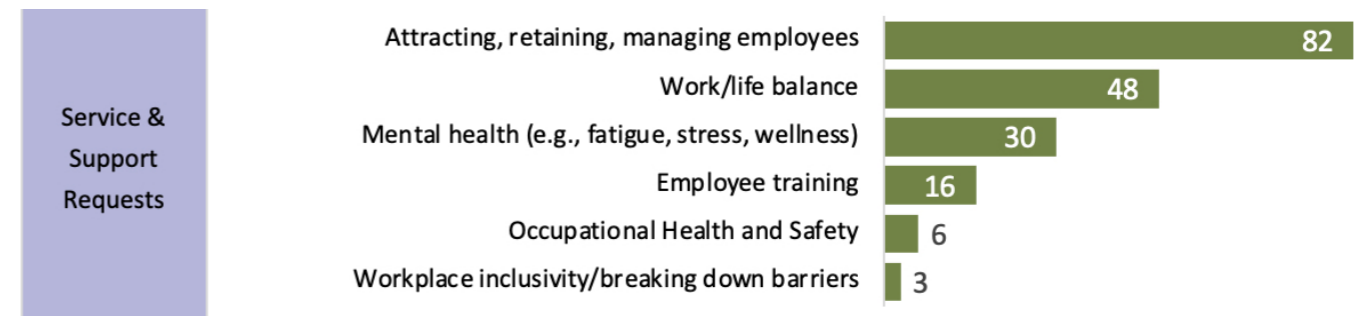 Service &
Support
Requests
Attracting, retaining, managing employees 82
Work/life balance 48
Mental health (e.g., fatigue, stress, wellness) 30
Employee training 16
Occupational Health and Safety 6
Workplace inclusivity/breaking down barriers 3